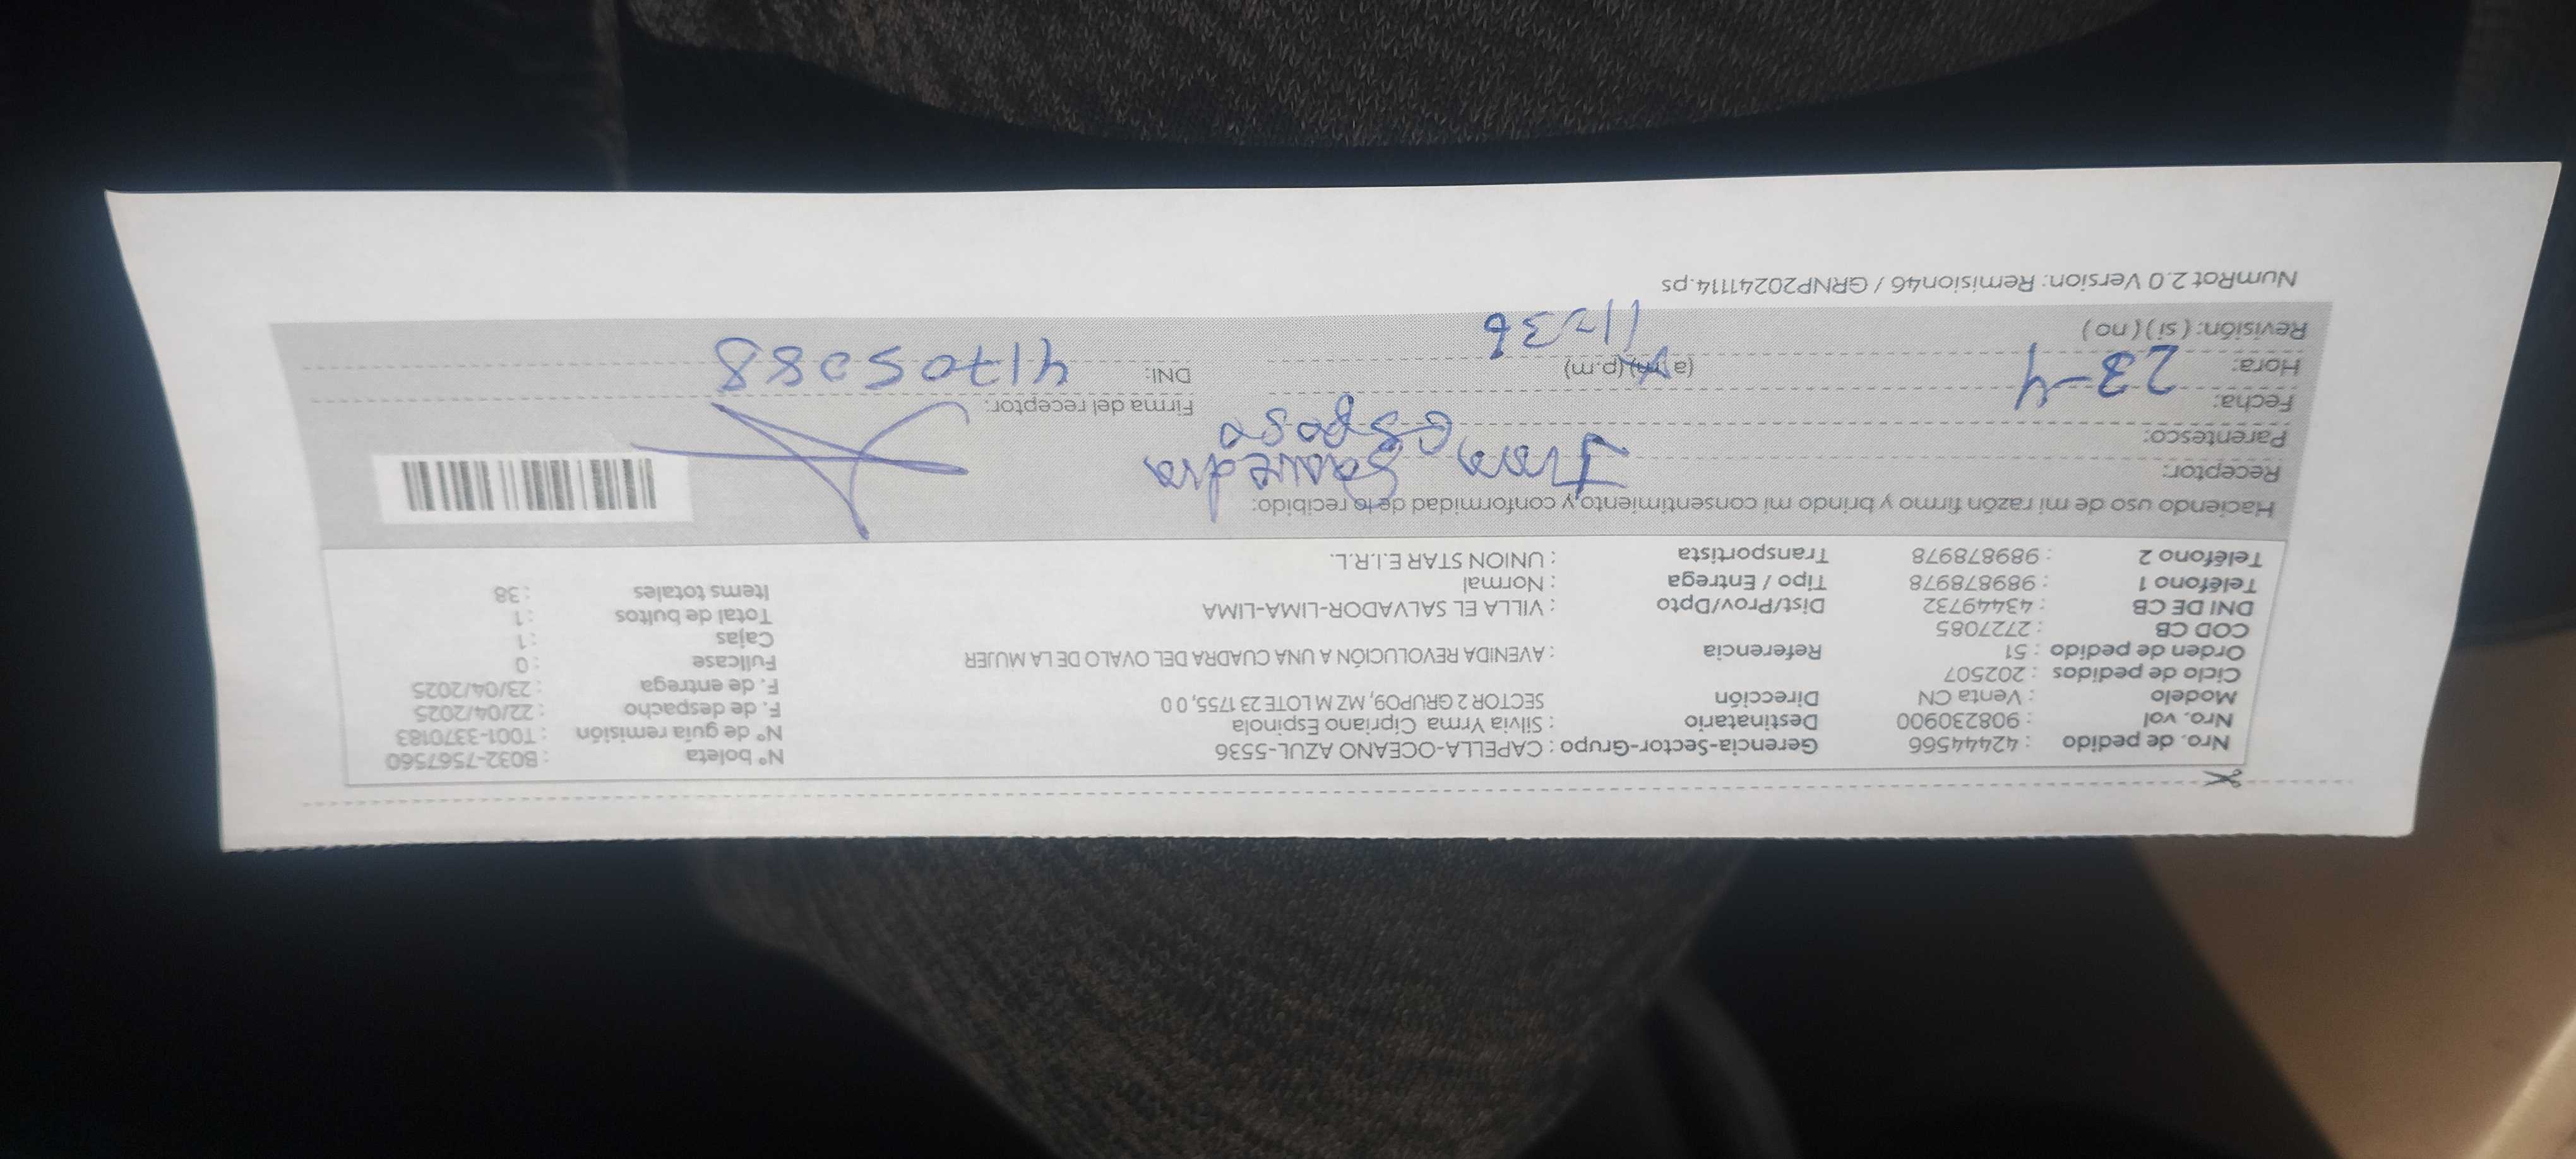 Nro. de pedido : 42444566 Gerencia-Sector-Grupo : CAPELLA-OCEANO AZUL-5536 N° boleta : B032-7567560
Nro. vol : 908230900 Destinatario : Silvia Yrma Cipriano Espinola N° de guía remisión : T001-3370183
Modelo : Venta CN Dirección SECTOR 2 GRUPO9, MZ M LOTE 23 1755, 0 0 F. de despacho : 22/04/2025
Ciclo de pedidos : 202507 F. de entrega : 23/04/2025
Orden de pedido : 51 Referencia : AVENIDA REVOLUCIÓN A UNA CUADRA DEL OVALO DE LA MUJER Fullcase : 0
COD CB : 2727085 Cajas : 1
DNI DE CB : 43449732 Dist/Prov/Dpto : VILLA EL SALVADOR-LIMA-LIMA Total de bultos : 1
Teléfono 1 : 989878978 Tipo / Entrega : Normal Items totales : 38
Teléfono 2 : 989878978 Transportista : UNION STAR E.I.R.L.
Haciendo uso de mi razón firmo y brindo mi consentimiento y conformidad de lo recibido:
Receptor: Saavedra
Parentesco: esposo
Fecha: 23-4 Firma del receptor:
Hora: (a.m)(p.m) 11=36 DNI: 41705088
Revisión: (si) (no)
NumRot 2.0 Version: Remision46 / GRNP20241114.ps